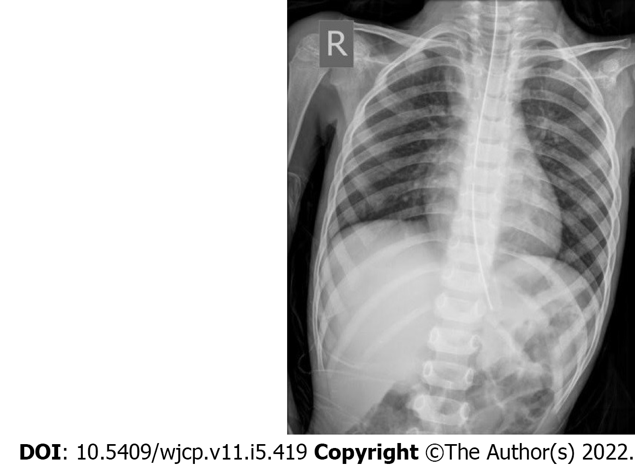 R
DOI: 10.5409/wjcp.v11.i5.419 Copyright ©The Author(s) 2022.